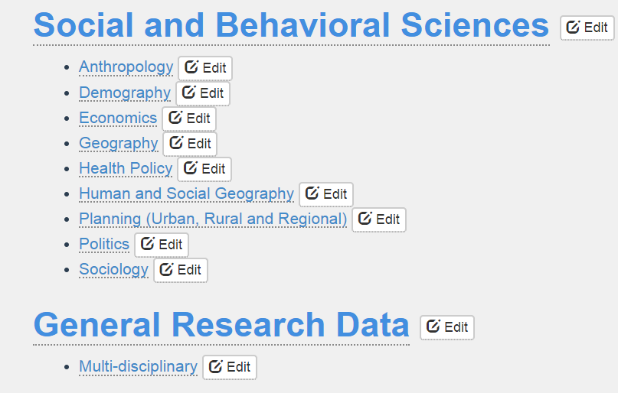 Social and Behavioral Sciences Edit
Anthropology Edit
Demography Edit
Economics Edit
Geography Edit
Health Policy Edit
Human and Social Geography Edit
Planning (Urban, Rural and Regional) Edit
Politics Edit
Sociology Edit
General Research Data Edit
Multi-disciplinary Edit